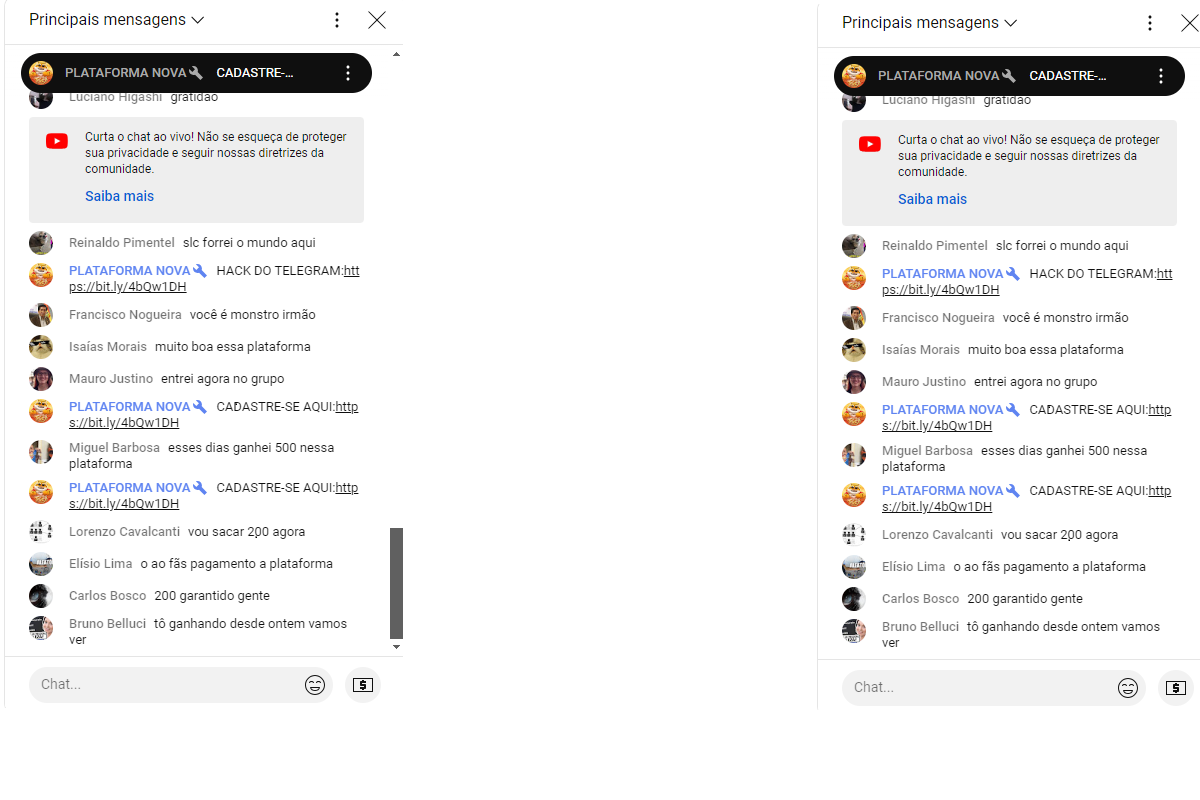 Principais mensagens
PLATAFORMA NOVA CADASTRE-...
Luciano Higashi gratidão
Curta o chat ao vivo! Não se esqueça de proteger
sua privacidade e seguir nossas diretrizes da
comunidade.
Saiba mais
Reinaldo Pimentel slc forrei o mundo aqui
PLATAFORMA NOVA HACK DO TELEGRAM:htt
ps://bit.ly/4bQw1DH
Francisco Nogueira você é monstro irmão
Isaías Morais muito boa essa plataforma
Mauro Justino entrei agora no grupo
PLATAFORMA NOVA CADASTRE-SE AQUI:http
s://bit.ly/4bQw1DH
Miguel Barbosa esses dias ganhei 500 nessa
plataforma
PLATAFORMA NOVA CADASTRE-SE AQUI:http
s://bit.ly/4bQw1DH
Lorenzo Cavalcanti vou sacar 200 agora
Elísio Lima o ao fãs pagamento a plataforma
Carlos Bosco 200 garantido gente
Bruno Belluci tô ganhando desde ontem vamos
ver
Chat...
Principais mensagens
PLATAFORMA NOVA CADASTRE-...
Luciano Higashi gratidão
Curta o chat ao vivo! Não se esqueça de proteger
sua privacidade e seguir nossas diretrizes da
comunidade.
Saiba mais
Reinaldo Pimentel slc forrei o mundo aqui
PLATAFORMA NOVA HACK DO TELEGRAM:htt
ps://bit.ly/4bQw1DH
Francisco Nogueira você é monstro irmão
Isaías Morais muito boa essa plataforma
Mauro Justino entrei agora no grupo
PLATAFORMA NOVA CADASTRE-SE AQUI:http
s://bit.ly/4bQw1DH
Miguel Barbosa esses dias ganhei 500 nessa
plataforma
PLATAFORMA NOVA CADASTRE-SE AQUI:http
s://bit.ly/4bQw1DH
Lorenzo Cavalcanti vou sacar 200 agora
Elísio Lima o ao fãs pagamento a plataforma
Carlos Bosco 200 garantido gente
Bruno Belluci tô ganhando desde ontem vamos
ver
Chat...